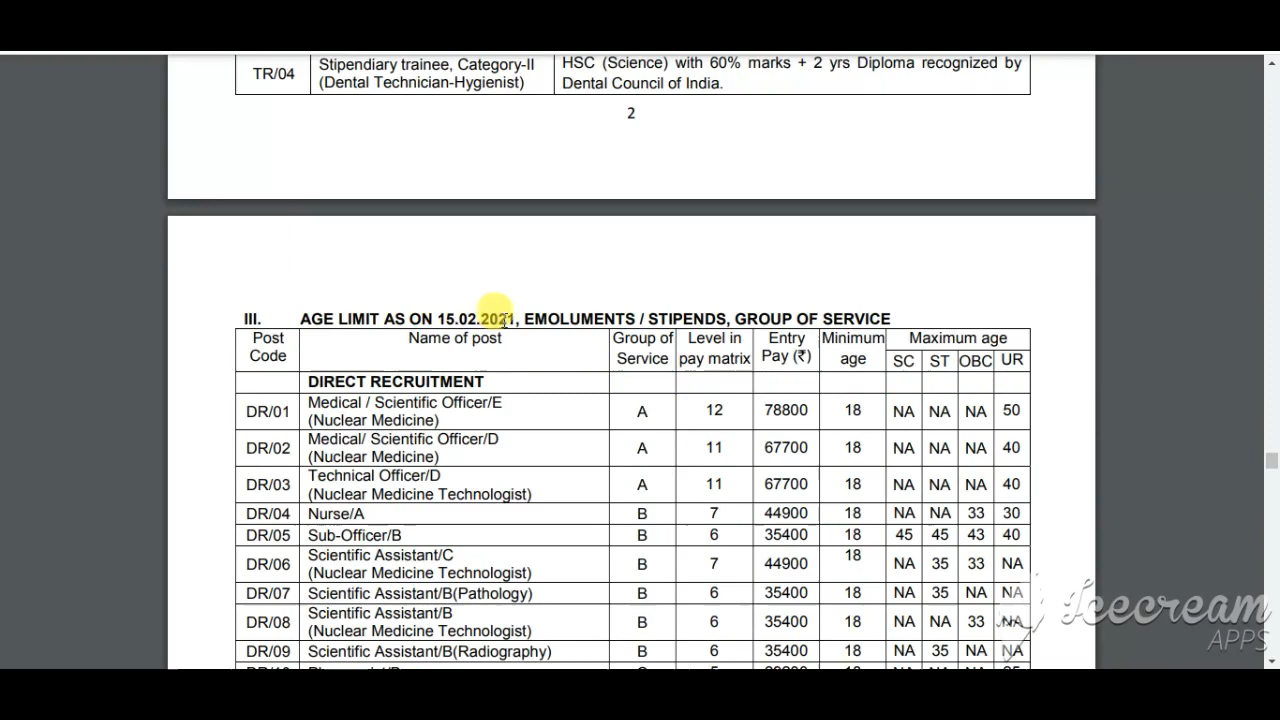 TR/04 Stipendiary trainee, Category-II HSC (Science) with 60% marks + 2 yrs Diploma recognized by
(Dental Technician-Hygienist) Dental Council of India.
2
III. AGE LIMIT AS ON 15.02.2021, EMOLUMENTS / STIPENDS, GROUP OF SERVICE
Post Name of post Group of Level in Entry Minimum Maximum age
Code Service pay matrix Pay (₹) age SC ST OBC UR
DIRECT RECRUITMENT
DR/01 Medical / Scientific Officer/E A 12 78800 18 NA NA NA 50
(Nuclear Medicine)
DR/02 Medical/ Scientific Officer/D A 11 67700 18 NA NA NA 40
(Nuclear Medicine)
DR/03 Technical Officer/D A 11 67700 18 NA NA NA 40
(Nuclear Medicine Technologist)
DR/04 Nurse/A B 7 44900 18 NA NA 33 30
DR/05 Sub-Officer/B B 6 35400 18 45 45 43 40
DR/06 Scientific Assistant/C B 7 44900 18 NA 35 33 NA
(Nuclear Medicine Technologist)
DR/07 Scientific Assistant/B(Pathology) B 6 35400 18 NA 35 NA NA
DR/08 Scientific Assistant/B B 6 35400 18 NA NA 33 NA
(Nuclear Medicine Technologist)
DR/09 Scientific Assistant/B(Radiography) B 6 35400 18 NA 35 NA NA
Icecream
APPS